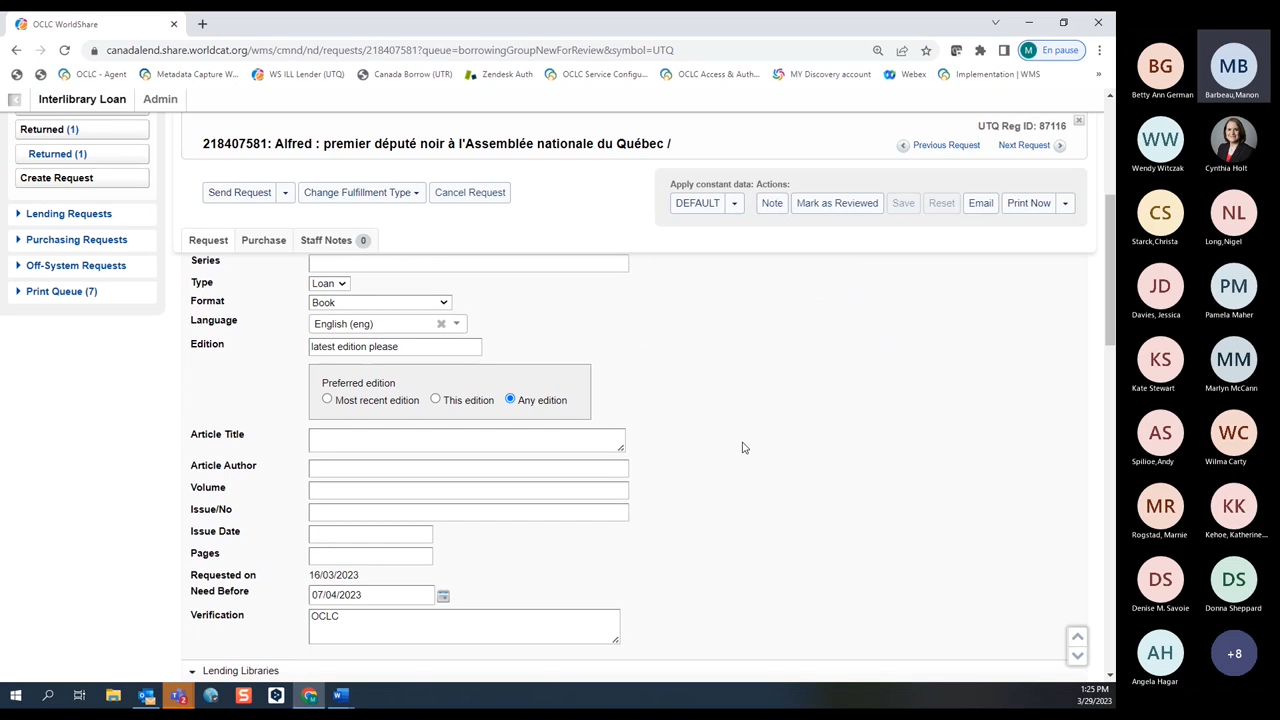 OCLC WorldShare
canadalend.share.worldcat.org/wms/cmnd/nd/requests/218407581?queue=borrowingGroupNewForReview&symbol=UTQ
En pause
M
OCLC - Agent
Metadata Capture W...
WS ILL Lender (UTQ)
Canada Borrow (UTR)
Zendesk Auth
OCLC Service Configu...
OCLC Access & Auth...
MY Discovery account
Webex
Implementation | WMS
»
Interlibrary Loan
Admin
Returned (1)
Returned (1)
Create Request
Lending Requests
Purchasing Requests
Off-System Requests
Print Queue (7)
UTQ Reg ID: 87116
218407581: Alfred : premier député noir à l'Assemblée nationale du Québec /
Previous Request
Next Request
Send Request
Change Fulfillment Type
Cancel Request
Apply constant data:
Actions:
DEFAULT
Note
Mark as Reviewed
Save
Reset
Email
Print Now
Request
Purchase
Staff Notes 0
Series
Type
Loan
Format
Book
Language
English (eng)
Edition
latest edition please
Preferred edition
Most recent edition
This edition
Any edition
Article Title
Article Author
Volume
Issue/No
Issue Date
Pages
Requested on
16/03/2023
Need Before
07/04/2023
Verification
OCLC
Lending Libraries
1:25 PM
3/29/2023
BG
Betty Ann German
MB
Barbeau,Manon
WW
Wendy Witczak
Cynthia Holt
CS
Starck,Christa
NL
Long,Nigel
JD
Davies, Jessica
PM
Pamela Maher
KS
Kate Stewart
MM
Marlyn McCann
AS
Spilioe,Andy
WC
Wilma Carty
MR
Rogstad, Marnie
KK
Kehoe, Katherine...
DS
Denise M. Savoie
DS
Donna Sheppard
AH
Angela Hagar
+8